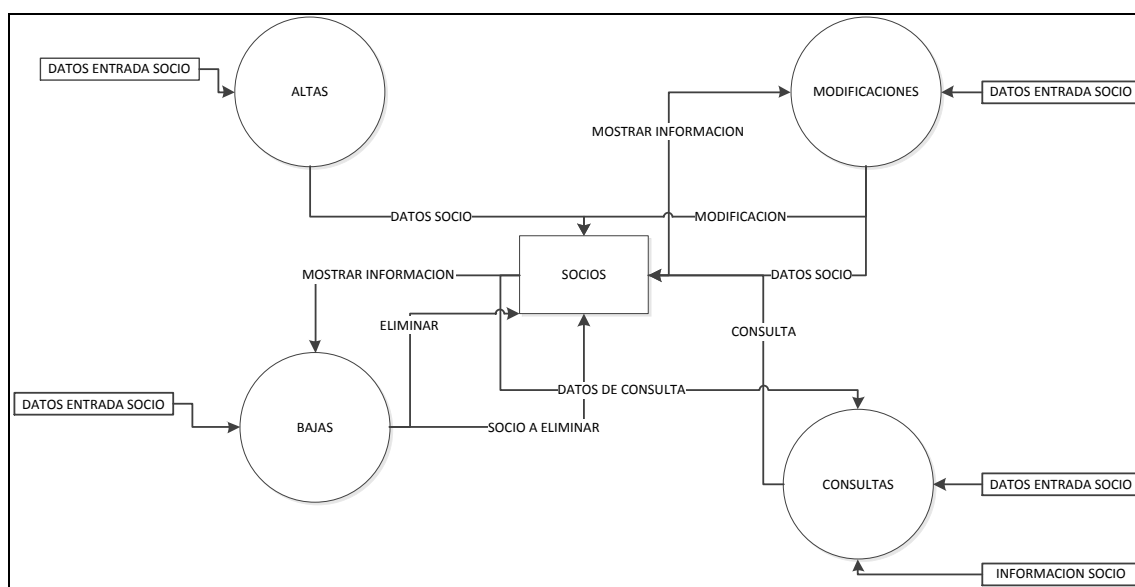 DATOS ENTRADA SOCIO
ALTAS
MODIFICACIONES
DATOS ENTRADA SOCIO
MOSTRAR INFORMACION
DATOS SOCIO
MODIFICACION
MOSTRAR INFORMACION
SOCIOS
DATOS SOCIO
ELIMINAR
CONSULTA
DATOS DE CONSULTA
DATOS ENTRADA SOCIO
BAJAS
SOCIO A ELIMINAR
CONSULTAS
DATOS ENTRADA SOCIO
INFORMACION SOCIO